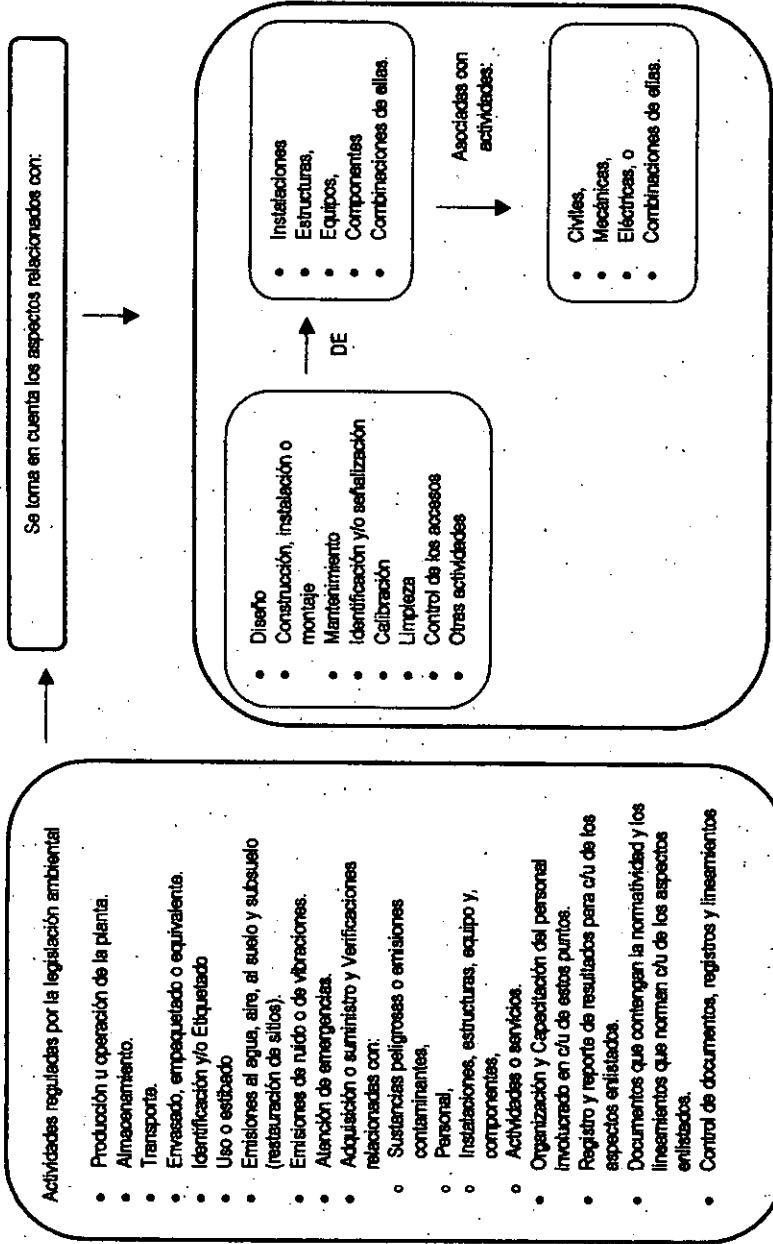 Actividades reguladas por la legislación ambiental
• Producción u operación de la planta.
• Almacenamiento.
• Transporte.
• Envasado, empaquetado o equivalente.
• Identificación y/o Etiquetado
• Uso o estibado
• Emisiones al agua, aire, al suelo y subsuelo
(restauración de sitios).
• Emisiones de ruido o de vibraciones.
• Atención de emergencias.
• Adquisición o suministro y Verificaciones
relacionadas con:
o Sustancias peligrosas o emisiones
contaminantes,
o Personal,
o Instalaciones, estructuras, equipo y,
componentes,
o Actividades o servicios.
• Organización y Capacitación del personal
involucrado en c/u de estos puntos.
• Registro y reporte de resultados para c/u de los
aspectos enlistados.
• Documentos que contengan la normatividad y los
lineamientos que norman c/u de los aspectos
enlistados.
• Control de documentos, registros y lineamientos
Se toma en cuenta los aspectos relacionados con:
• Diseño
• Construcción, instalación o
montaje
• Mantenimiento
• Identificación y/o señalización
• Calibración
• Limpieza
• Control de los accesos
• Otras actividades
DE
• Instalaciones
• Estructuras,
• Equipos,
• Componentes
• Combinaciones de ellas.
Asociadas con
actividades:
• Civiles,
• Mecánicas,
• Eléctricas, o
• Combinaciones de ellas.